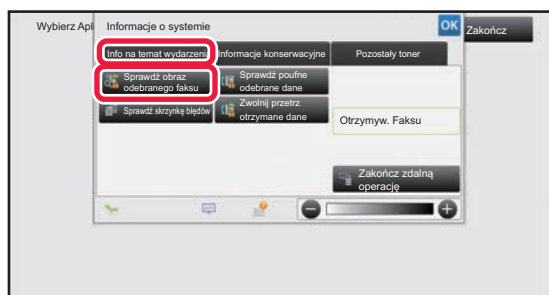 Wybierz Apl
Informacje o systemie
OK
Zakończ
Info na temat wydarzenia
Informacje konserwacyjne
Pozostały toner
Sprawdź obraz
odebranego faksu
Sprawdź poufne
odebrane dane
Sprawdź skrzynkę błędów
Zwolnij przetrz
otrzymane dane
Otrzymyw. Faksu
Zakończ zdalną
operację